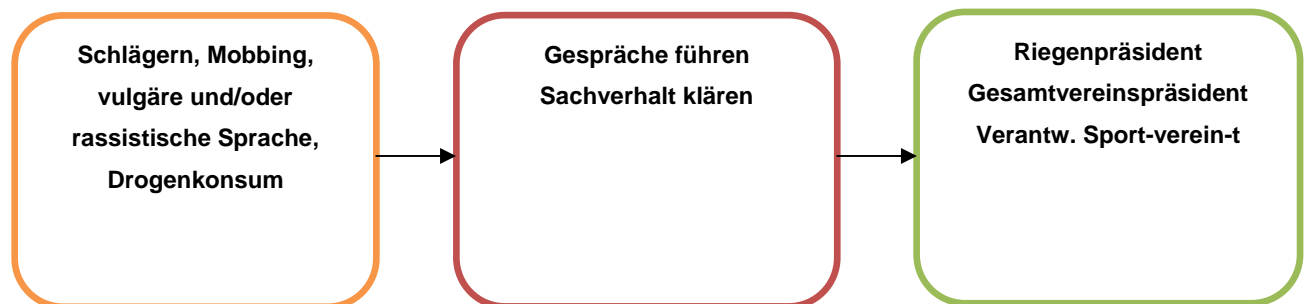 Schlägern, Mobbing,
vulgäre und/oder
rassistische Sprache,
Drogenkonsum
Gespräche führen
Sachverhalt klären
Riegenpräsident
Gesamtvereinspräsident
Verantw. Sport-verein-t